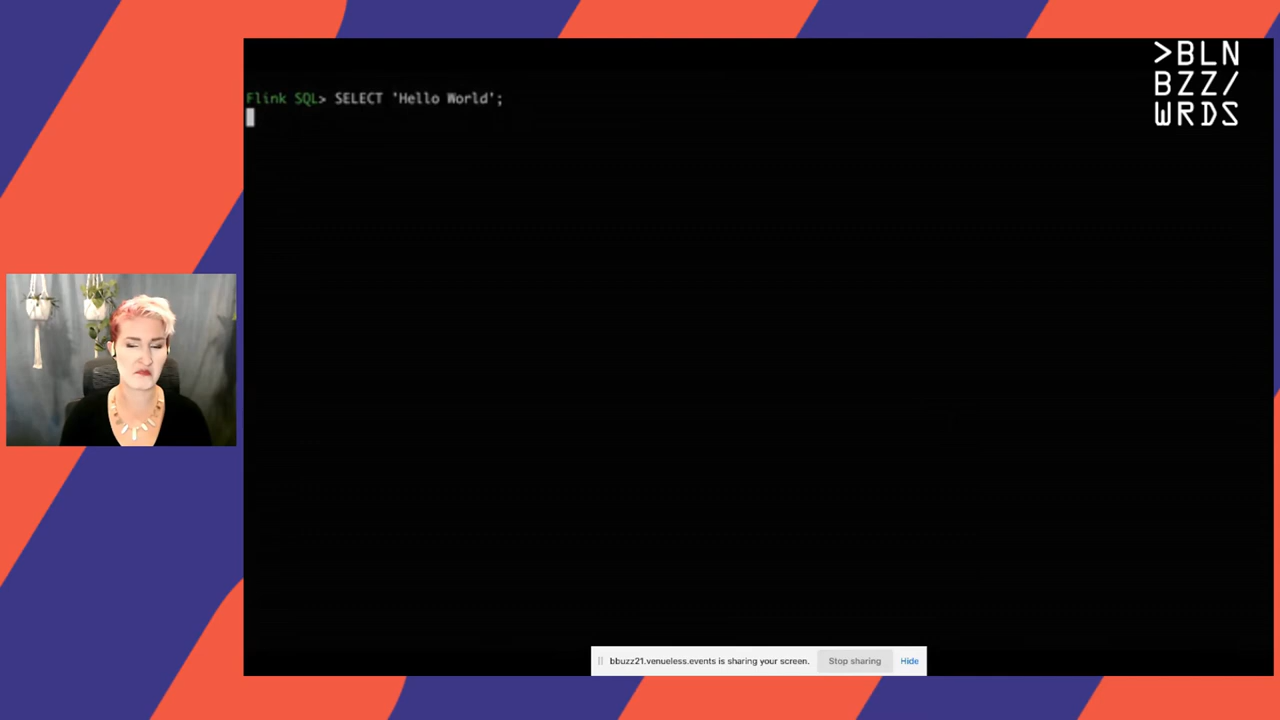 >BLN
BZZ/
WRDS
Flink SQL> SELECT 'Hello World';
bbuzz21.venueless.events is sharing your screen. Stop sharing Hide